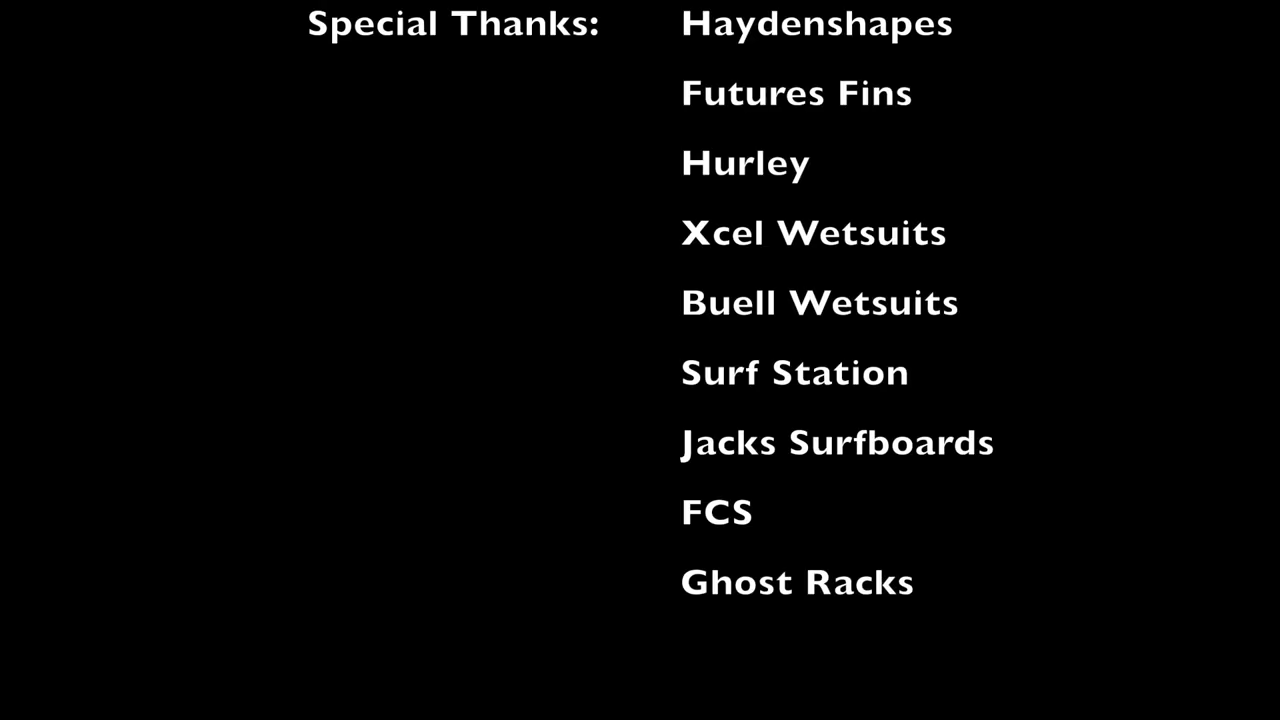 Special Thanks: Haydenshapes
Futures Fins
Hurley
Xcel Wetsuits
Buell Wetsuits
Surf Station
Jacks Surfboards
FCS
Ghost Racks